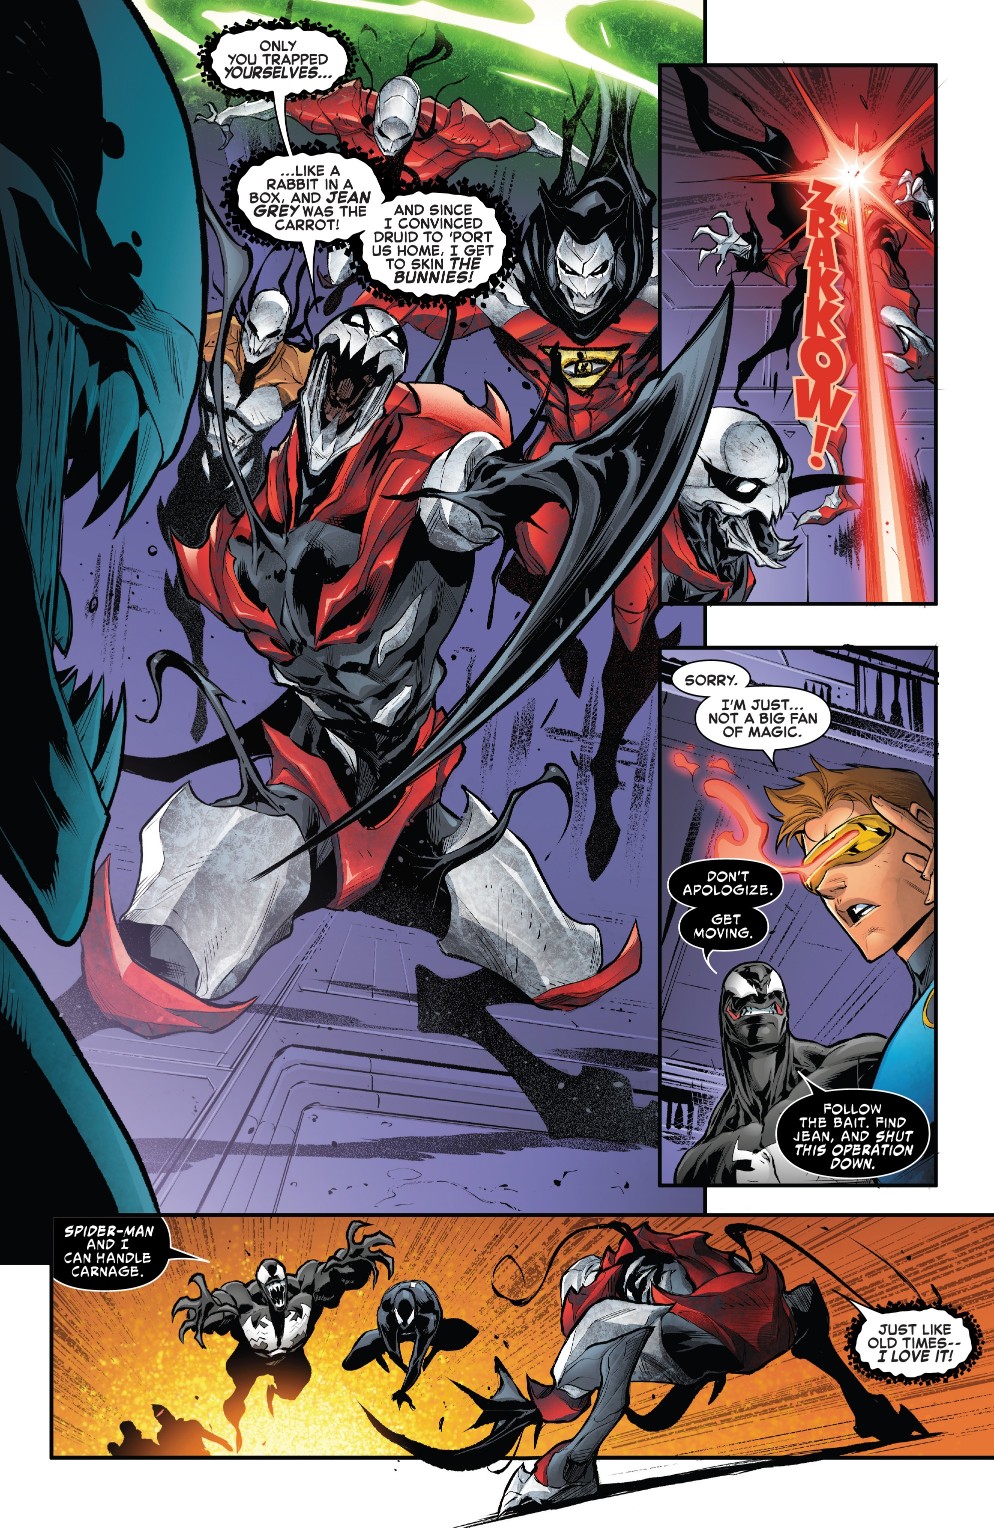 ONLY
YOU TRAPPED
YOURSELVES...
...LIKE A
RABBIT IN A
BOX, AND JEAN
GREY WAS THE
CARROT!
AND SINCE
I CONVINCED
DRUID TO 'PORT
US HOME, I GET
TO SKIN THE
BUNNIES!
ZRAKKOW!
SORRY.
I'M JUST...
NOT A BIG FAN
OF MAGIC.
DON'T
APOLOGIZE.
GET
MOVING.
FOLLOW
THE BAIT. FIND
JEAN, AND SHUT
THIS OPERATION
DOWN.
SPIDER-MAN
AND I
CAN HANDLE
CARNAGE.
JUST LIKE
OLD TIMES--
I LOVE IT!